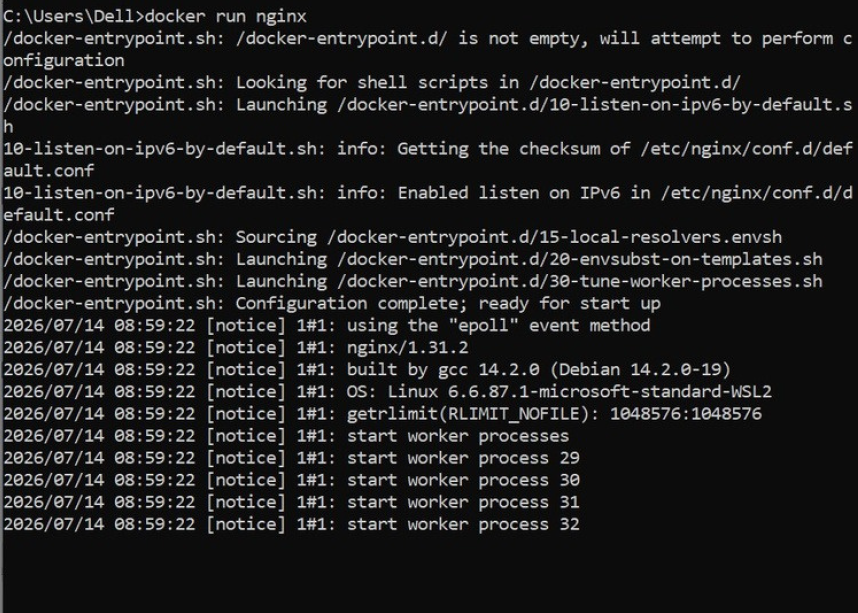 C:\Users\Dell>docker run nginx
/docker-entrypoint.sh: /docker-entrypoint.d/ is not empty, will attempt to perform c
onfiguration
/docker-entrypoint.sh: Looking for shell scripts in /docker-entrypoint.d/
/docker-entrypoint.sh: Launching /docker-entrypoint.d/10-listen-on-ipv6-by-default.s
h
10-listen-on-ipv6-by-default.sh: info: Getting the checksum of /etc/nginx/conf.d/def
ault.conf
10-listen-on-ipv6-by-default.sh: info: Enabled listen on IPv6 in /etc/nginx/conf.d/d
efault.conf
/docker-entrypoint.sh: Sourcing /docker-entrypoint.d/15-local-resolvers.envsh
/docker-entrypoint.sh: Launching /docker-entrypoint.d/20-envsubst-on-templates.sh
/docker-entrypoint.sh: Launching /docker-entrypoint.d/30-tune-worker-processes.sh
/docker-entrypoint.sh: Configuration complete; ready for start up
2026/07/14 08:59:22 [notice] 1#1: using the "epoll" event method
2026/07/14 08:59:22 [notice] 1#1: nginx/1.31.2
2026/07/14 08:59:22 [notice] 1#1: built by gcc 14.2.0 (Debian 14.2.0-19)
2026/07/14 08:59:22 [notice] 1#1: OS: Linux 6.6.87.1-microsoft-standard-WSL2
2026/07/14 08:59:22 [notice] 1#1: getrlimit(RLIMIT_NOFILE): 1048576:1048576
2026/07/14 08:59:22 [notice] 1#1: start worker processes
2026/07/14 08:59:22 [notice] 1#1: start worker process 29
2026/07/14 08:59:22 [notice] 1#1: start worker process 30
2026/07/14 08:59:22 [notice] 1#1: start worker process 31
2026/07/14 08:59:22 [notice] 1#1: start worker process 32